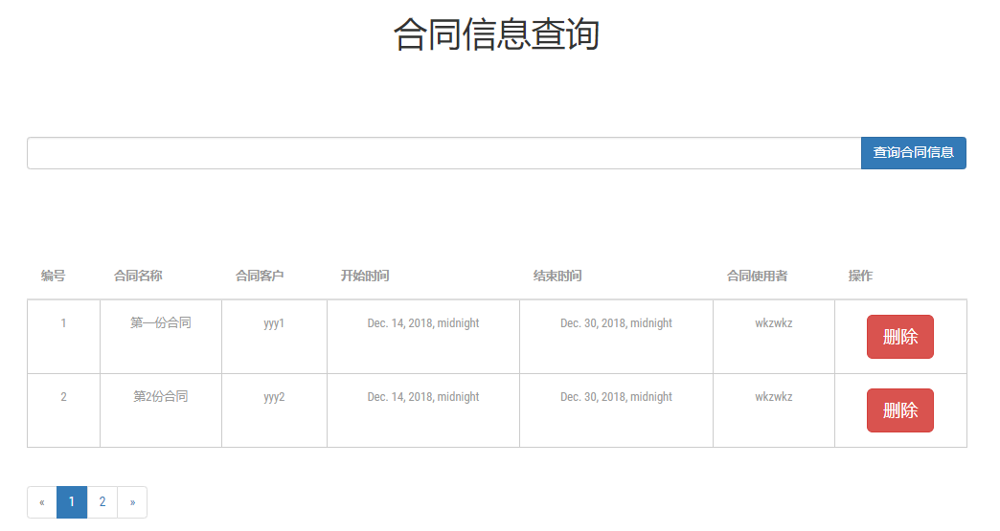 合同信息查询
查询合同信息
编号 合同名称 合同客户 开始时间 结束时间 合同使用者 操作
1 第一份合同 yyy1 Dec. 14, 2018, midnight Dec. 30, 2018, midnight wkzwkz 删除
2 第2份合同 yyy2 Dec. 14, 2018, midnight Dec. 30, 2018, midnight wkzwkz 删除
« 1 2 »